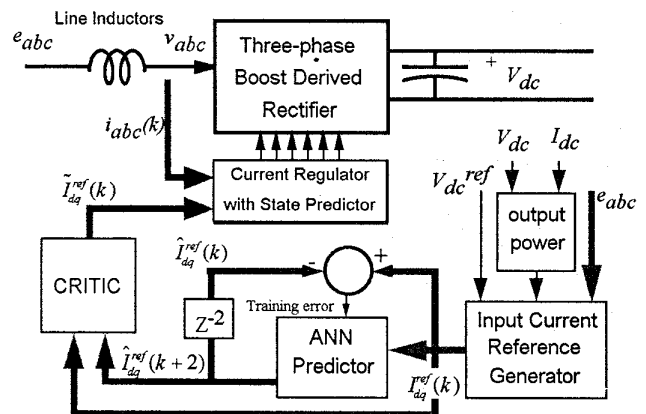 Line Inductors
e_abc
v_abc
Three-phase
Boost Derived
Rectifier
+
V_dc
i_abc(k)
V_dc
I_dc
V_dc^ref
e_abc
Current Regulator
with State Predictor
output
power
Ĩ_dq^ref(k)
Î_dq^ref(k)
-
+
CRITIC
Training error
Z^-2
ANN
Predictor
Input Current
Reference
Generator
Î_dq^ref(k+2)
I_dq^ref(k)